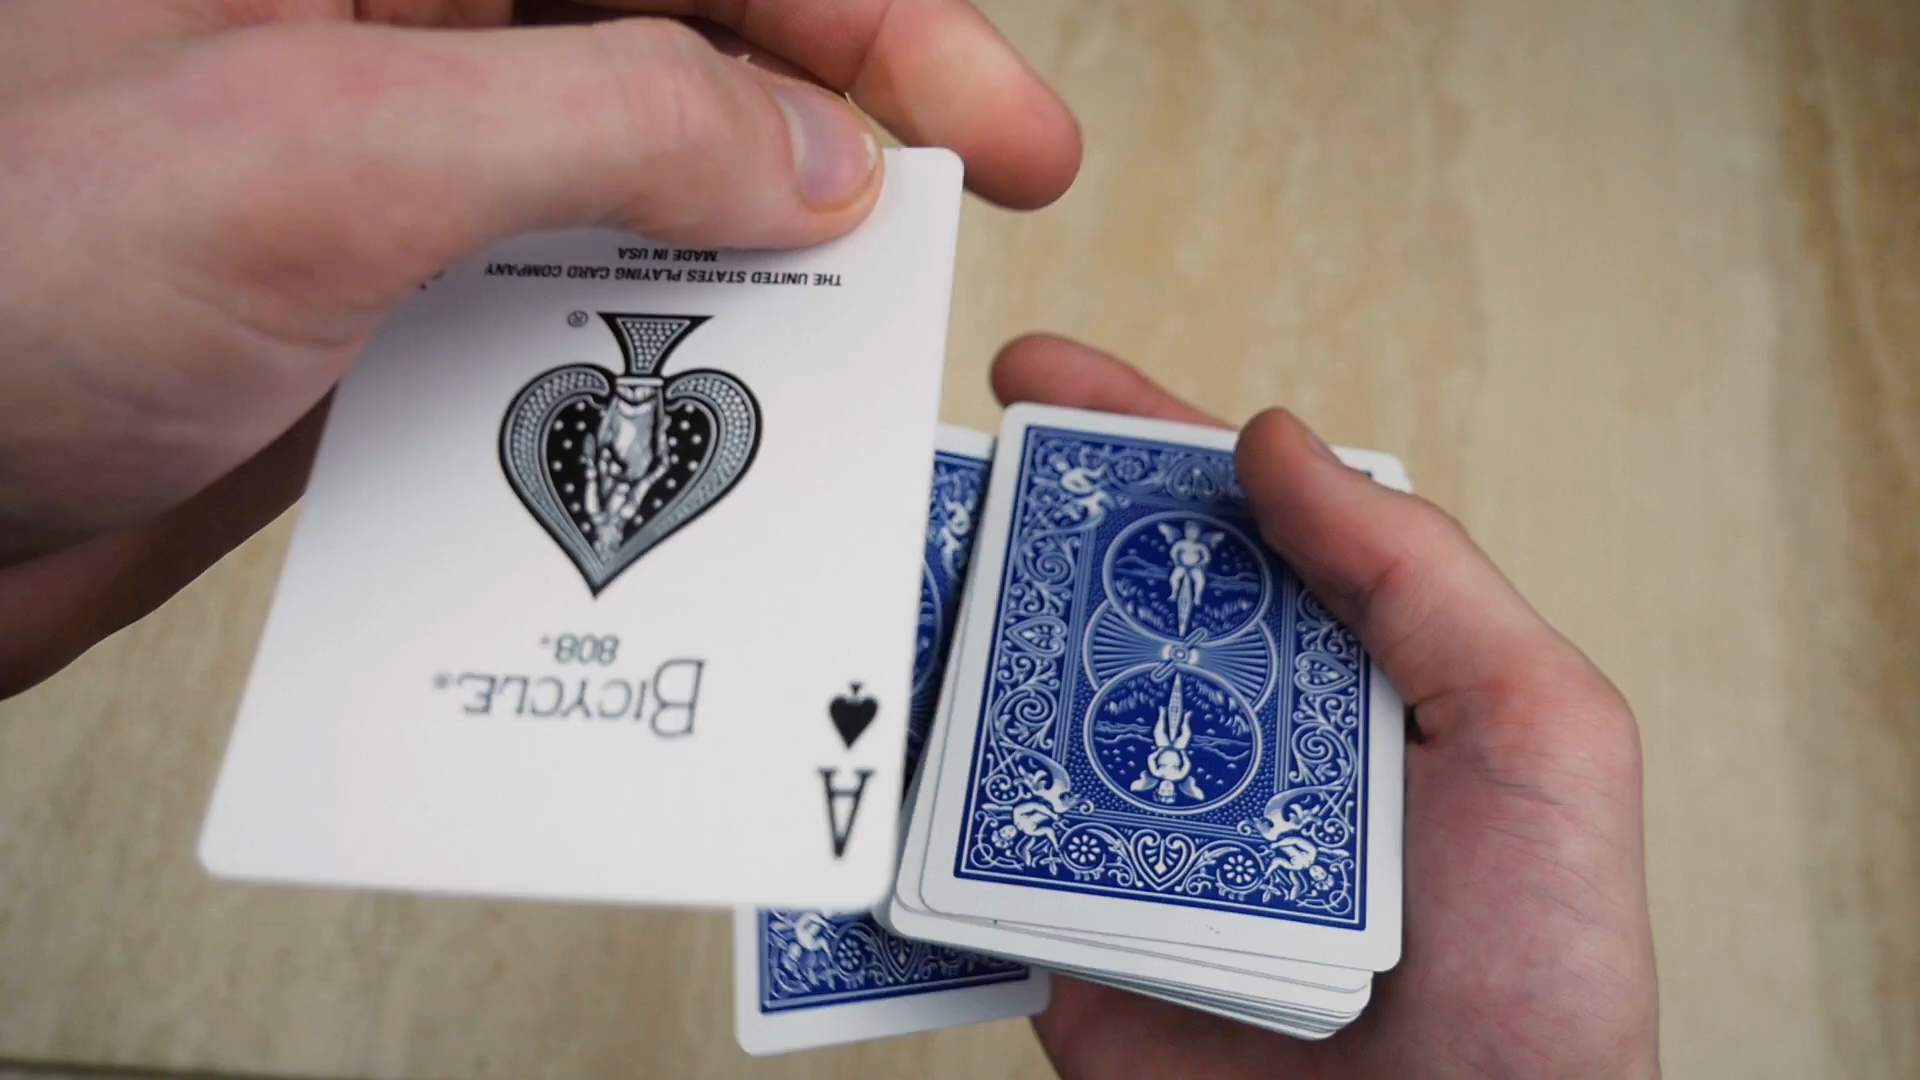 A
BICYCLE®
808®
®
THE UNITED STATES PLAYING CARD COMPANY
MADE IN USA